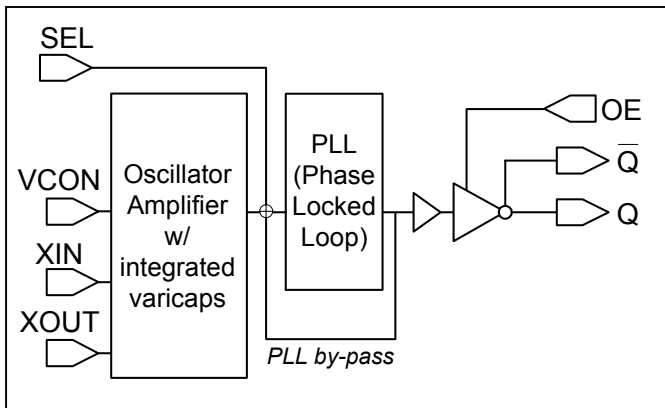 SEL
OE
VCON
XIN
XOUT
Oscillator
Amplifier
w/
integrated
varicaps
PLL
(Phase
Locked
Loop)
Q̅
Q
PLL by-pass